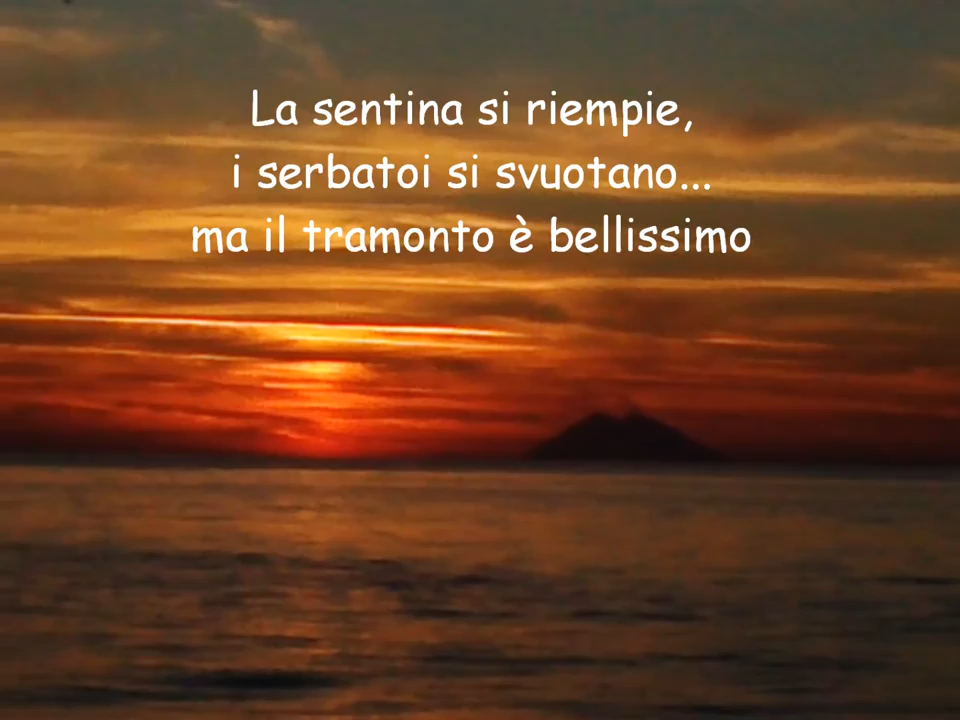 La sentina si riempie,
i serbatoi si svuotano...
ma il tramonto è bellissimo